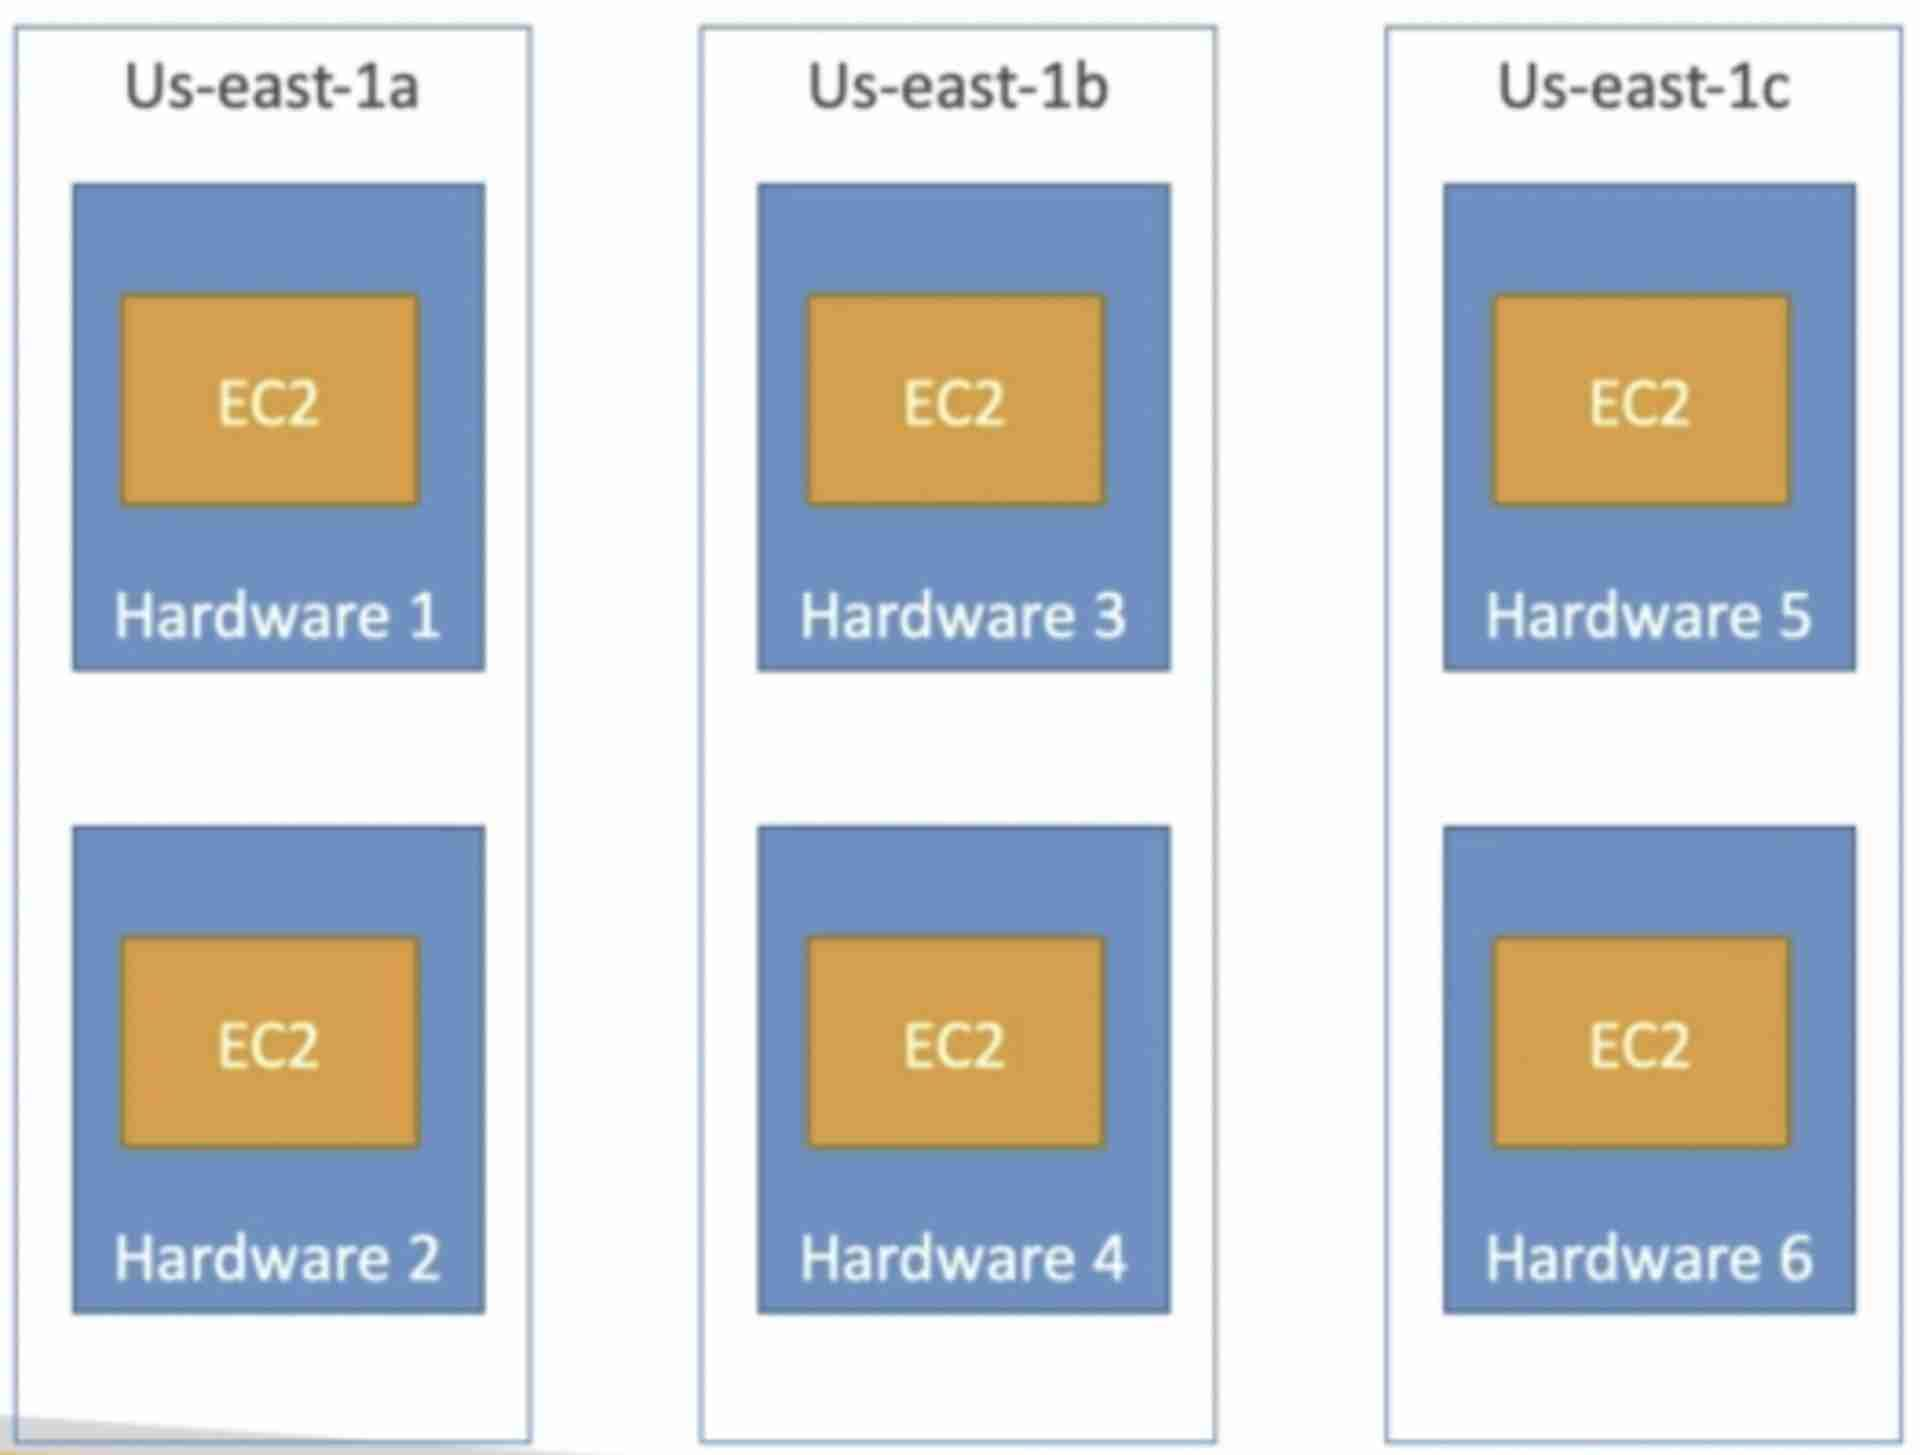 Us-east-1a
EC2
Hardware 1
EC2
Hardware 2
Us-east-1b
EC2
Hardware 3
EC2
Hardware 4
Us-east-1c
EC2
Hardware 5
EC2
Hardware 6